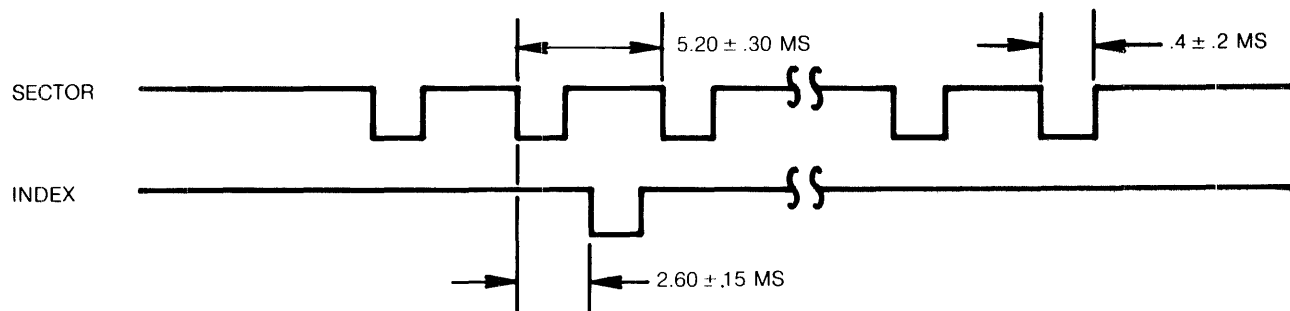 5.20 ± .30 MS
.4 ± .2 MS
SECTOR
INDEX
2.60 ± .15 MS